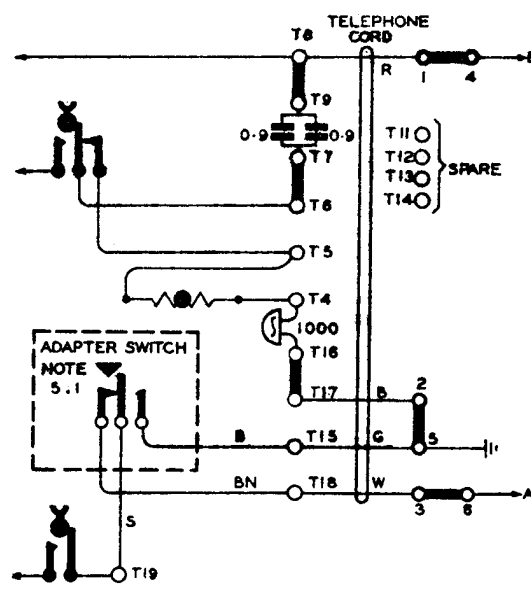 TELEPHONE
CORD
T8
R
1
4
T9
0·9
0·9
T7
T6
T11
T12
T13
T14
SPARE
T5
T4
1000
T16
ADAPTER SWITCH
NOTE
5.1
T17
B
2
B
T15
G
5
BN
T18
W
3
6
A
S
T19